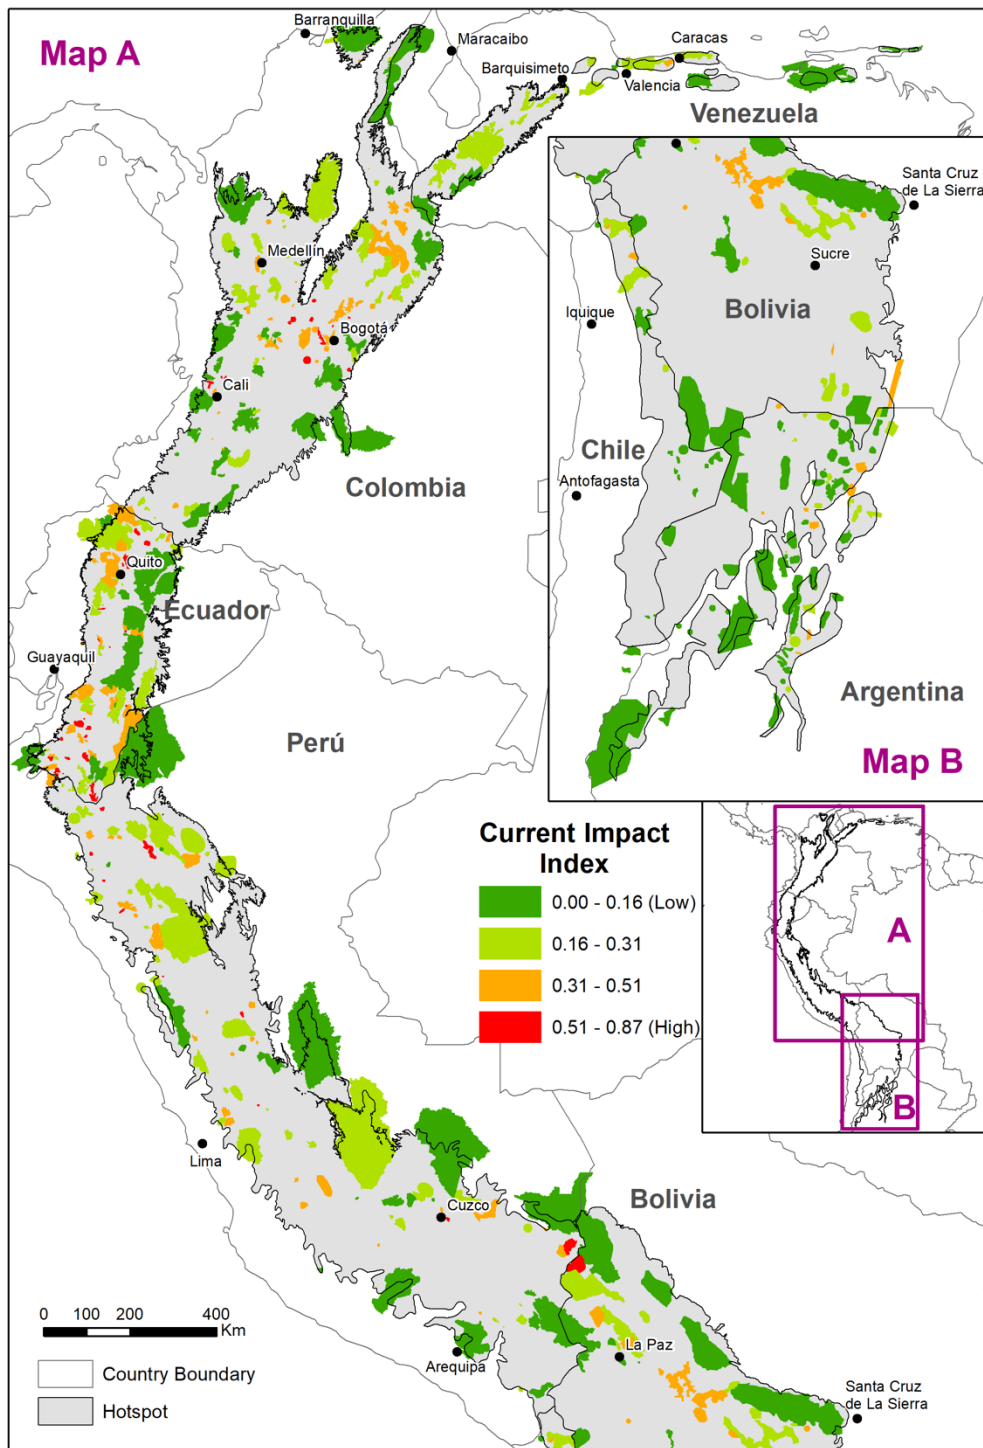 Map A
Barranquilla
Maracaibo
Caracas
Barquisimeto
Valencia
Venezuela
Medellín
Bogotá
Cali
Colombia
Quito
Ecuador
Guayaquil
Perú
Lima
Cuzco
Bolivia
Arequipa
La Paz
Santa Cruz
de La Sierra
Santa Cruz
de La Sierra
Sucre
Bolivia
Iquique
Chile
Antofagasta
Argentina
Map B
Current Impact
Index
0.00 - 0.16 (Low)
0.16 - 0.31
0.31 - 0.51
0.51 - 0.87 (High)
A
B
0 100 200 400
Km
Country Boundary
Hotspot